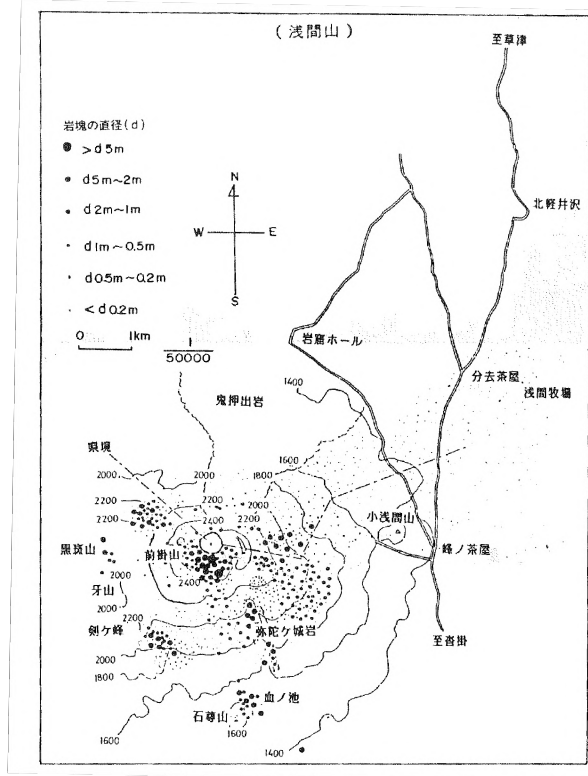 (浅間山)
至草津
岩塊の直径(d)
>d5m
d5m~2m
d2m~1m
d1m~0.5m
d0.5m~0.2m
<d0.2m
N
W
E
S
0 1km
1
50000
北軽井沢
岩窟ホール
分去茶屋
浅間牧場
1400
鬼押出岩
県境
1600
1800
2000
2000
2200
2200
2200
2400
2200
小浅間山
黒斑山
前掛山
峰ノ茶屋
2400
2000
牙山
2000
2200
剣ケ峰
弥陀ケ城岩
至沓掛
2000
1800
血ノ池
石尊山
1600
1600
1400